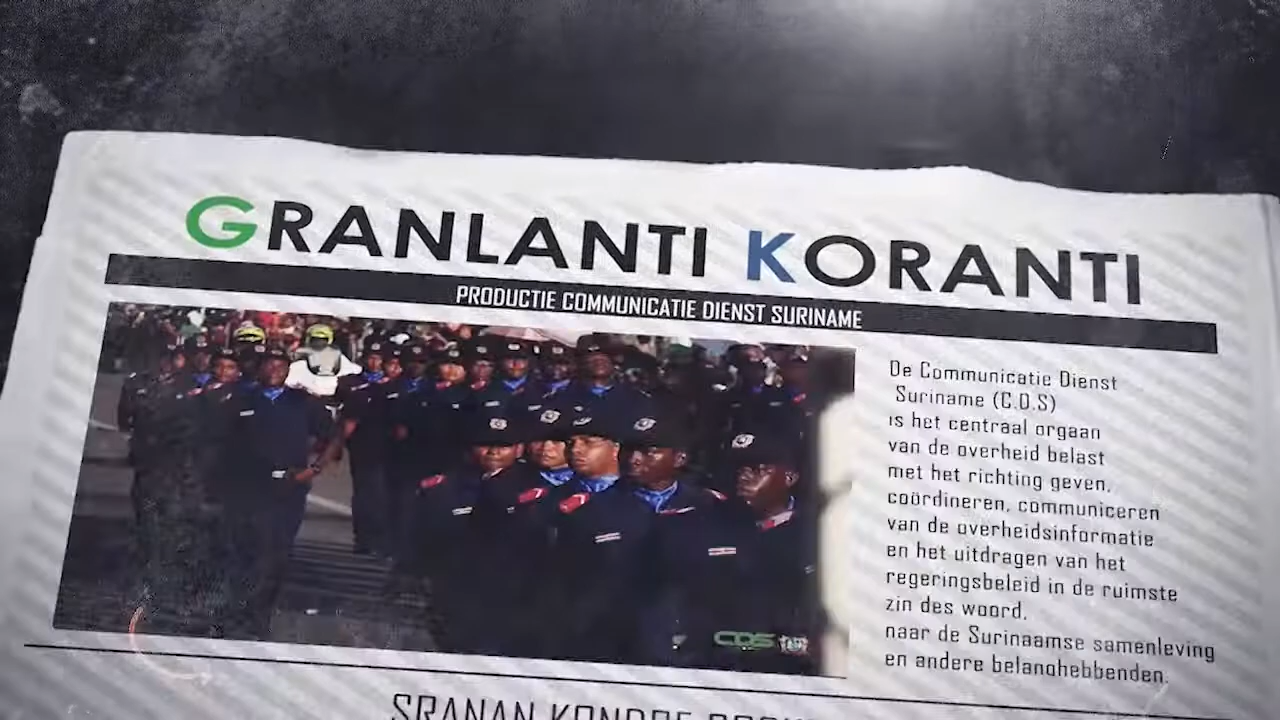 GRANLANTI KORANTI
PRODUCTIE COMMUNICATIE DIENST SURINAME
De Communicatie Dienst
Suriname (C.D.S)
is het centraal orgaan
van de overheid belast
met het richting geven,
coördineren, communiceren
van de overheidsinformatie
en het uitdragen van het
regeringsbeleid in de ruimste
zin des woord,
naar de Surinaamse samenleving
en andere belanghebbenden.
CDS
SRANAN KONDRE